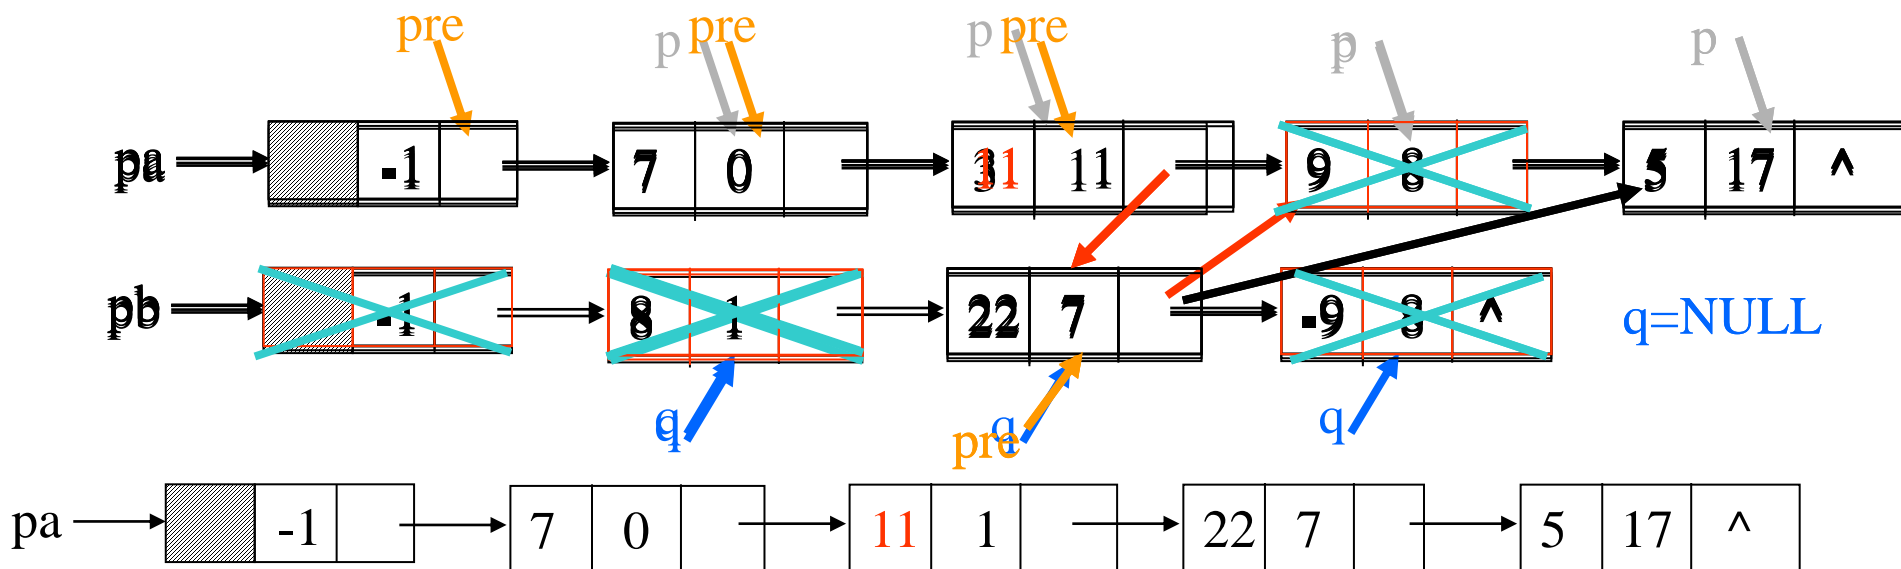 pre p pre p pre p p
pa -1 7 0 11 11 9 8 5 17 ^
pb -1 8 1 22 7 -9 8 ^ q=NULL
q q q
pre
pa -1 7 0 11 1 22 7 5 17 ^